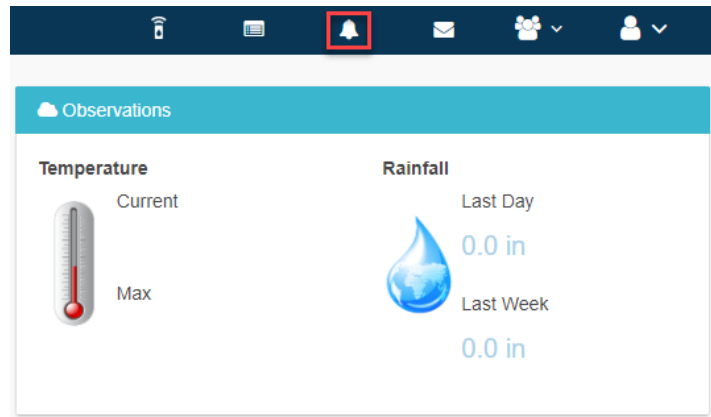 Observations
Temperature
Current
Max
Rainfall
Last Day
0.0 in
Last Week
0.0 in